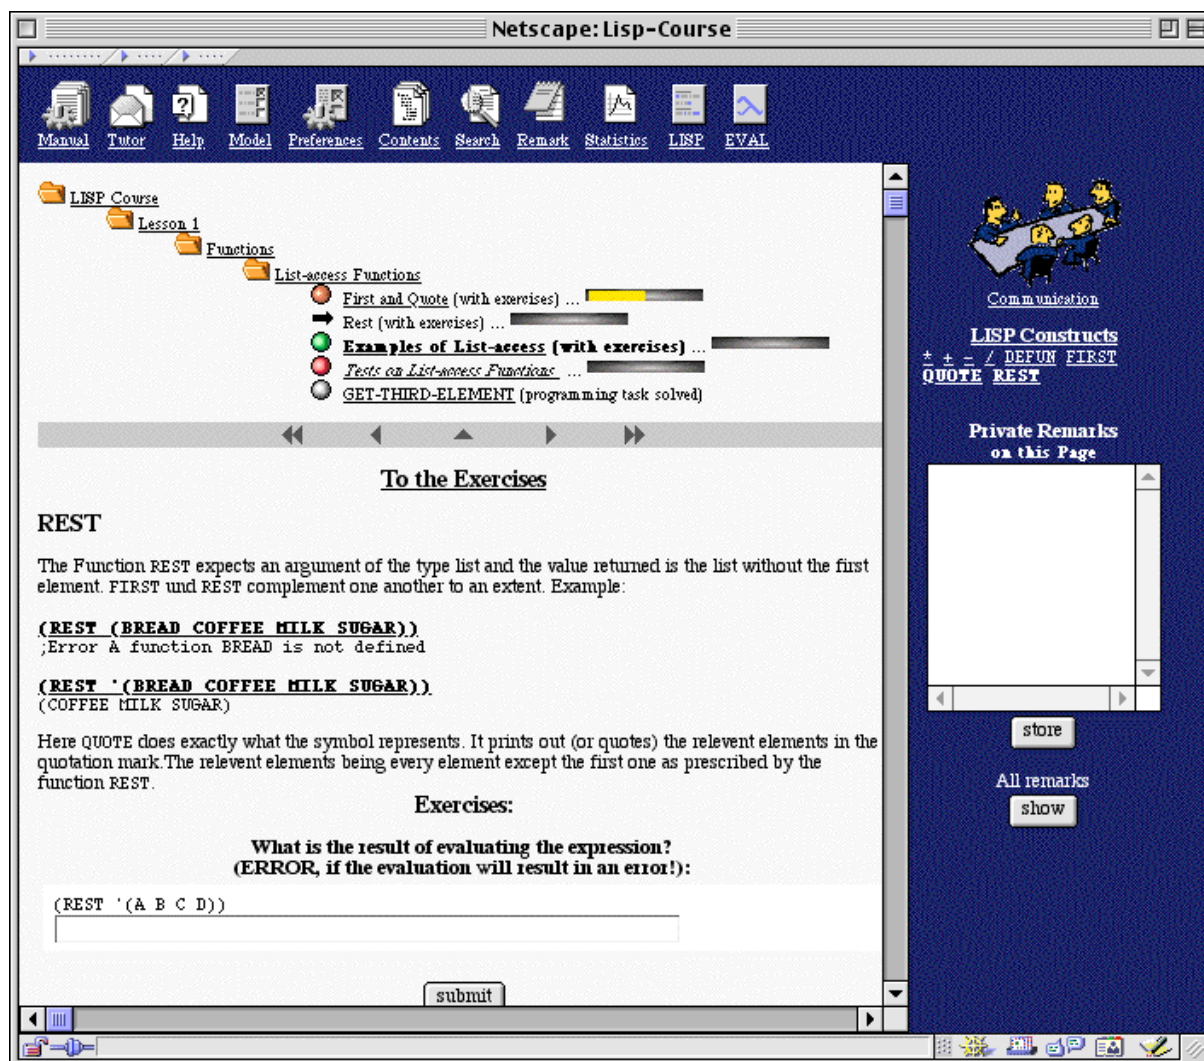 Netscape: Lisp-Course
Manual Tutor Help Model Preferences Contents Search Remark Statistics LISP EVAL
LISP Course
Lesson 1
Functions
List-access Functions
First and Quote (with exercises) ...
Rest (with exercises) ...
Examples of List-access (with exercises) ...
Tests on List-access Functions ...
GET-THIRD-ELEMENT (programming task solved)
To the Exercises
REST
The Function REST expects an argument of the type list and the value returned is the list without the first
element. FIRST und REST complement one another to an extent. Example:
(REST (BREAD COFFEE MILK SUGAR))
;Error A function BREAD is not defined
(REST '(BREAD COFFEE MILK SUGAR))
(COFFEE MILK SUGAR)
Here QUOTE does exactly what the symbol represents. It prints out (or quotes) the relevent elements in the
quotation mark.The relevent elements being every element except the first one as prescribed by the
function REST.
Exercises:
What is the result of evaluating the expression?
(ERROR, if the evaluation will result in an error!):
(REST '(A B C D))
submit
Communication
LISP Constructs
* + - / DEFUN FIRST
QUOTE REST
Private Remarks
on this Page
store
All remarks
show